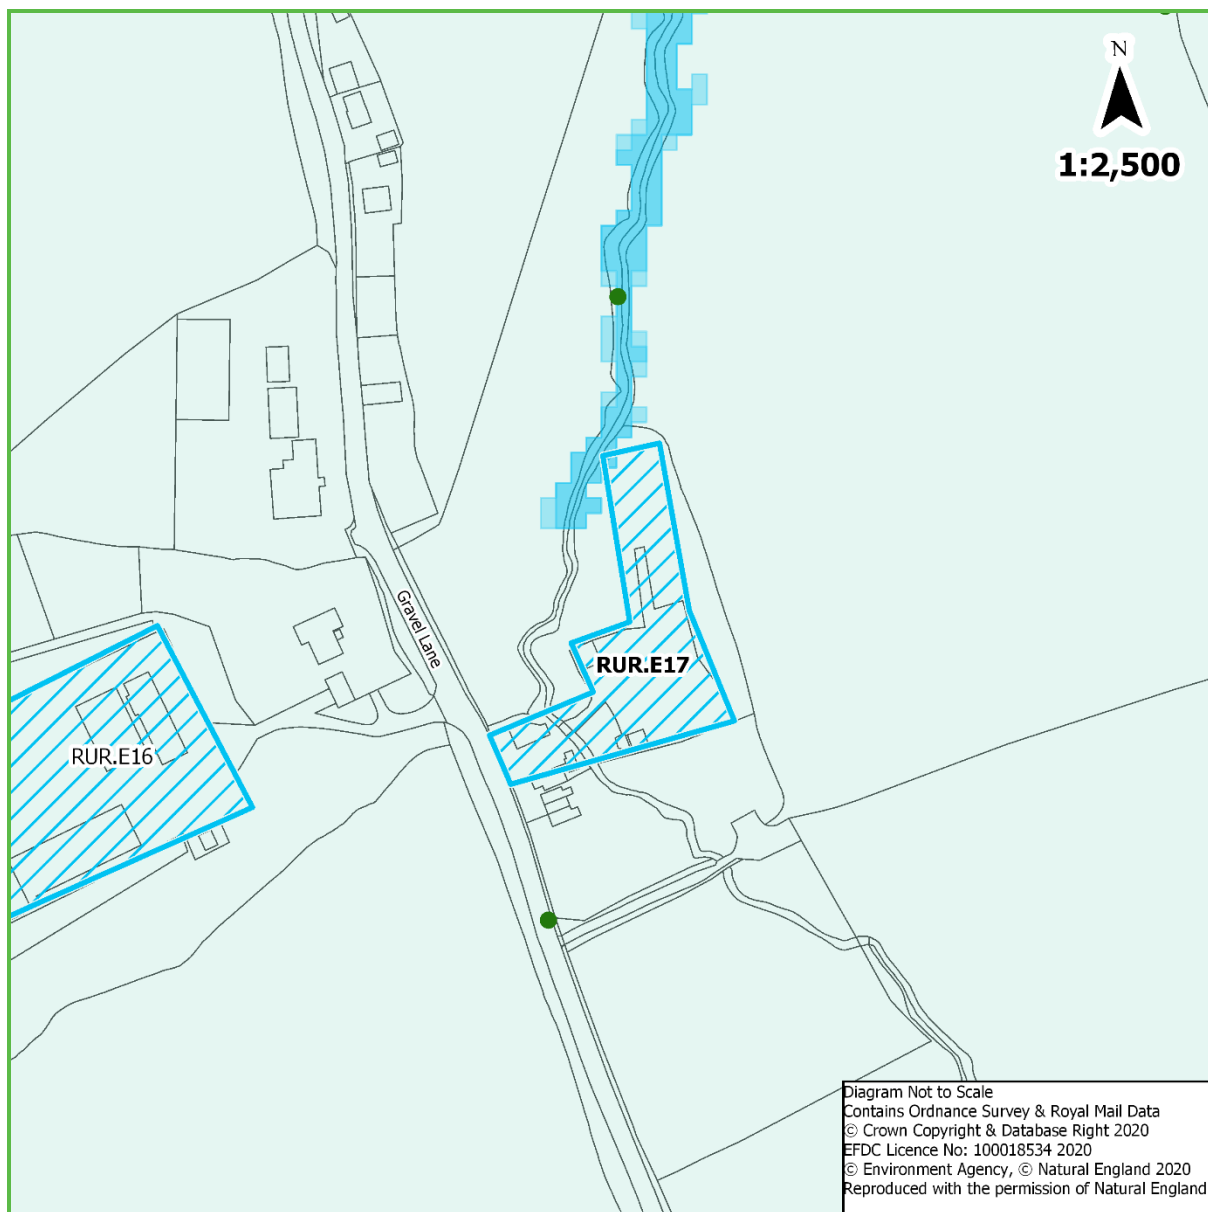 N
1:2,500
Gravel Lane
RUR.E17
RUR.E16
Diagram Not to Scale
Contains Ordnance Survey & Royal Mail Data
© Crown Copyright & Database Right 2020
EFDC Licence No: 100018534 2020
© Environment Agency, © Natural England 2020
Reproduced with the permission of Natural England